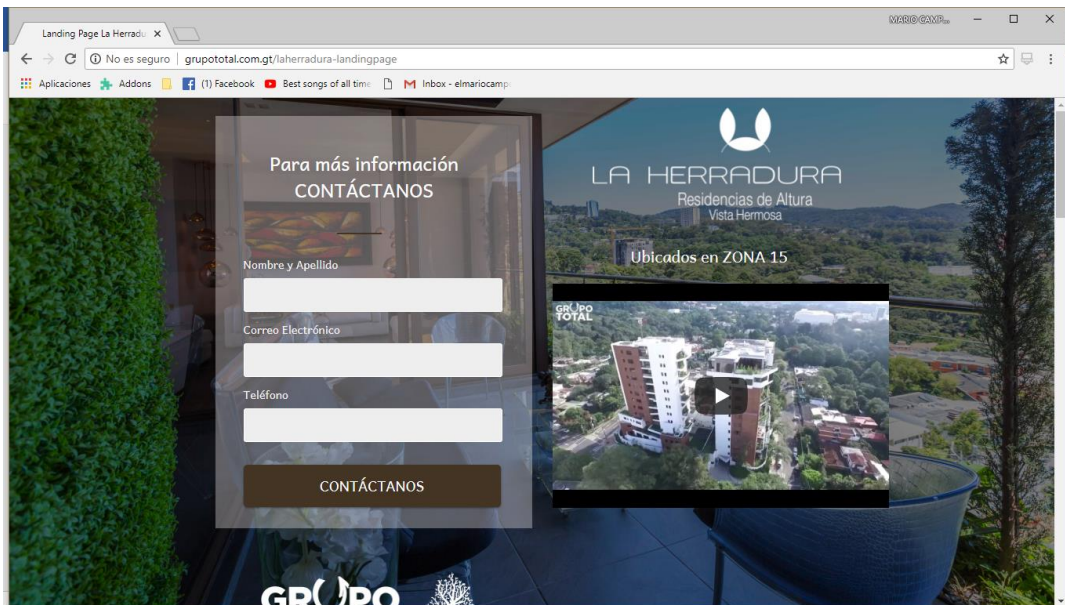 MARIO CAMP...
Landing Page La Herradu
No es seguro | grupototal.com.gt/laherradura-landingpage
Aplicaciones Addons (1) Facebook Best songs of all time Inbox - elmariocamp
Para más información
CONTÁCTANOS
Nombre y Apellido
Correo Electrónico
Teléfono
CONTÁCTANOS
LA HERRADURA
Residencias de Altura
Vista Hermosa
Ubicados en ZONA 15
GRUPO
TOTAL
GRUPO